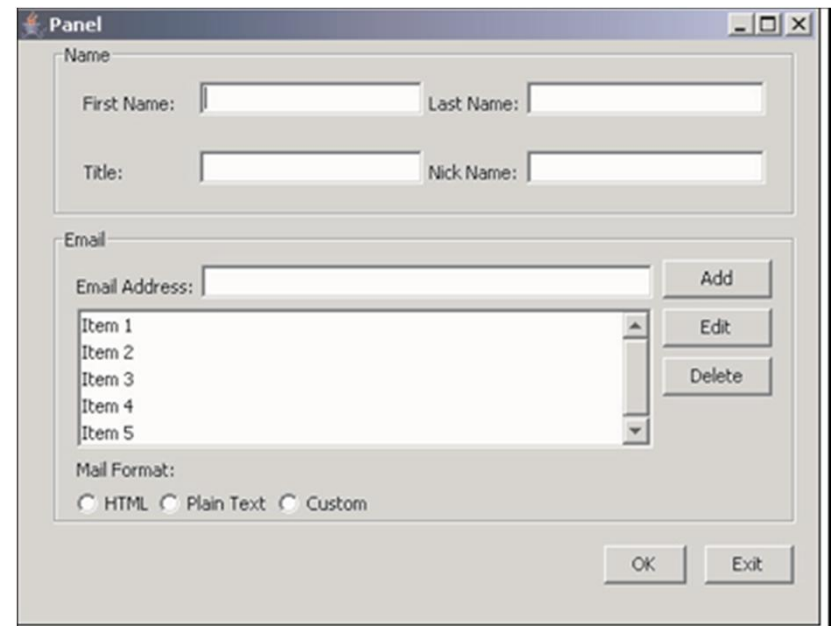 Panel
Name
First Name: Last Name:
Title: Nick Name:
Email
Email Address: Add
Item 1 Edit
Item 2
Item 3 Delete
Item 4
Item 5
Mail Format:
HTML Plain Text Custom
OK Exit